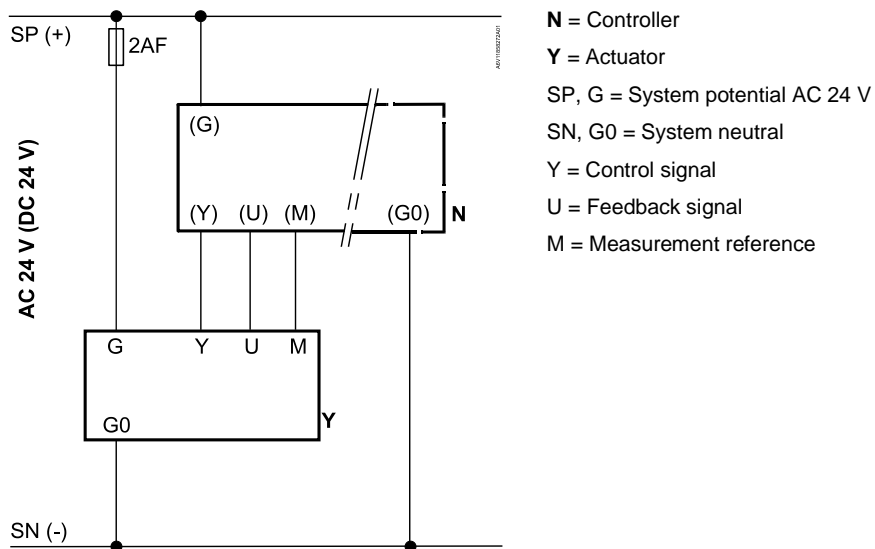 SP (+)
2AF
A6V11858272A01
AC 24 V (DC 24 V)
(G)
(Y) (U) (M) (G0) N
G Y U M
G0 Y
SN (-)
N = Controller
Y = Actuator
SP, G = System potential AC 24 V
SN, G0 = System neutral
Y = Control signal
U = Feedback signal
M = Measurement reference